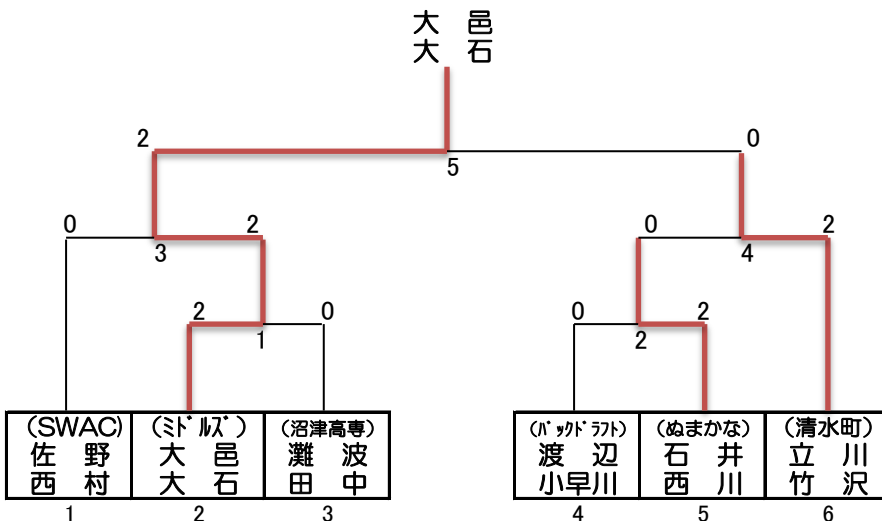 大 邑
大 石
2 0
5
0 2 0 2
3 4
2 0 0 2
1 2
(SWAC) (ﾐﾄﾞﾙｽﾞ) (沼津高専) (ﾊﾞｯｸﾄﾞﾗﾌﾄ) (ぬまかな) (清水町)
佐 野 大 邑 灘 波 渡 辺 石 井 立 川
西 村 大 石 田 中 小早川 西 川 竹 沢
1 2 3 4 5 6